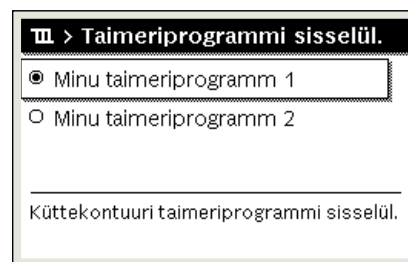 > Taimeriprogrammi sisselül.
Minu taimeriprogramm 1
Minu taimeriprogramm 2
Küttekontuuri taimeriprogrammi sisselül.